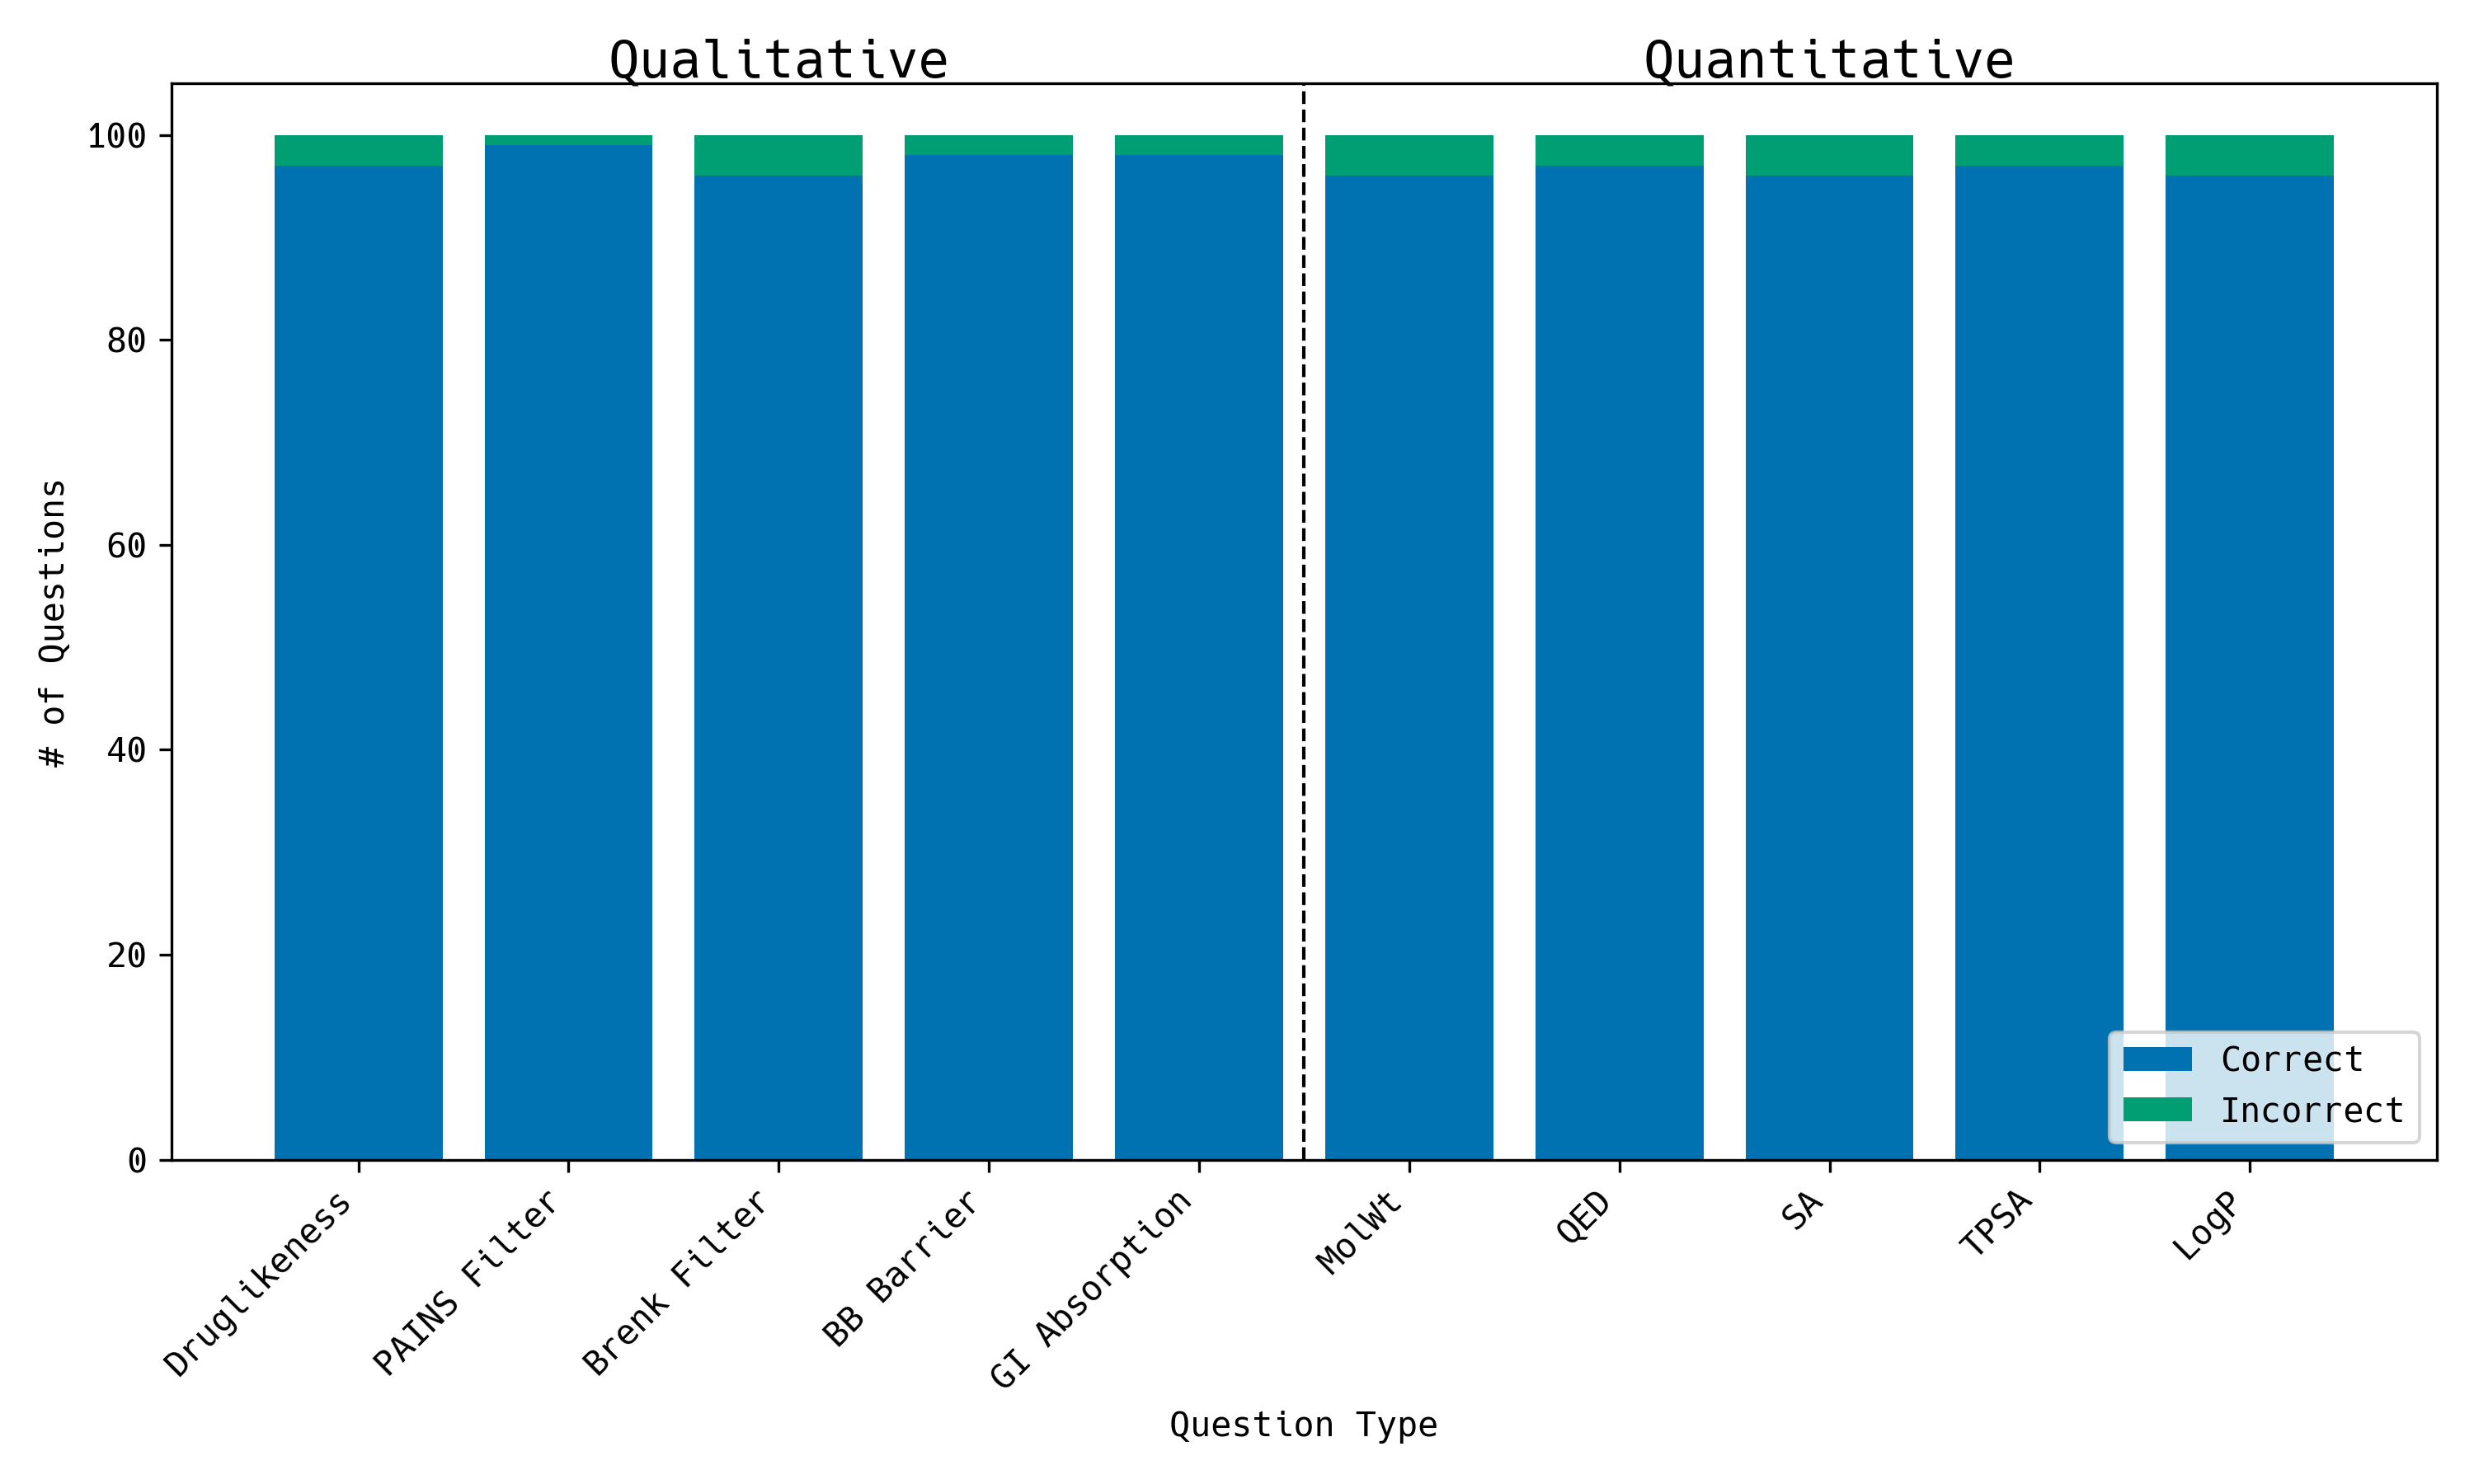 Qualitative Quantitative
100
80
60
40
20
0
# of Questions
Correct
Incorrect
Druglikeness
PAINS Filter
Brenk Filter
BB Barrier
GI Absorption
MolWt
QED
SA
TPSA
LogP
Question Type